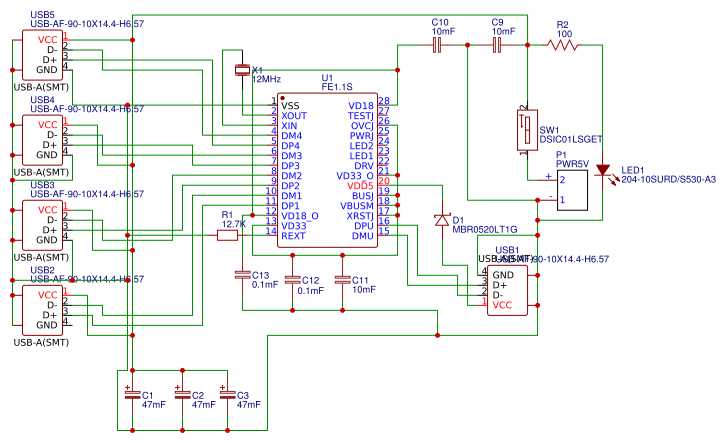 USB5
USB-AF-90-10X14.4-H6.57
VCC 1
D- 2
D+ 3
GND 4
USB-A(SMT)
USB4
USB-AF-90-10X14.4-H6.57
VCC 1
D- 2
D+ 3
GND 4
USB-A(SMT)
USB3
USB-AF-90-10X14.4-H6.57
VCC 1
D- 2
D+ 3
GND 4
USB-A(SMT)
USB2
USB-AF-90-10X14.4-H6.57
VCC 1
D- 2
D+ 3
GND 4
USB-A(SMT)
X1
12MHz
U1
FE1.1S
1 VSS VD18 28
2 XOUT TESTJ 27
3 XIN OVCJ 26
4 DM4 PWRJ 25
5 DP4 LED2 24
6 DM3 LED1 23
7 DP3 DRV 22
8 DM2 VD33_O 21
9 DP2 VDD5 20
10 DM1 BUSJ 19
11 DP1 VBUSM 18
12 VD18_O XRSTJ 17
13 VD33 DPU 16
14 REXT DMU 15
R1
12.7K
C10
10mF
C9
10mF
R2
100
2
SW1
DSIC01LSGET
1
P1
PWR5V
+ 2
1
LED1
204-10SURD/S530-A3
D1
MBR0520LT1G
USB1
USB-A(SMT)
USB-AF-90-10X14.4-H6.57
4 GND
3 D+
2 D-
1 VCC
C13
0.1mF
C12
0.1mF
C11
10mF
+ C1
47mF
+ C2
47mF
+ C3
47mF